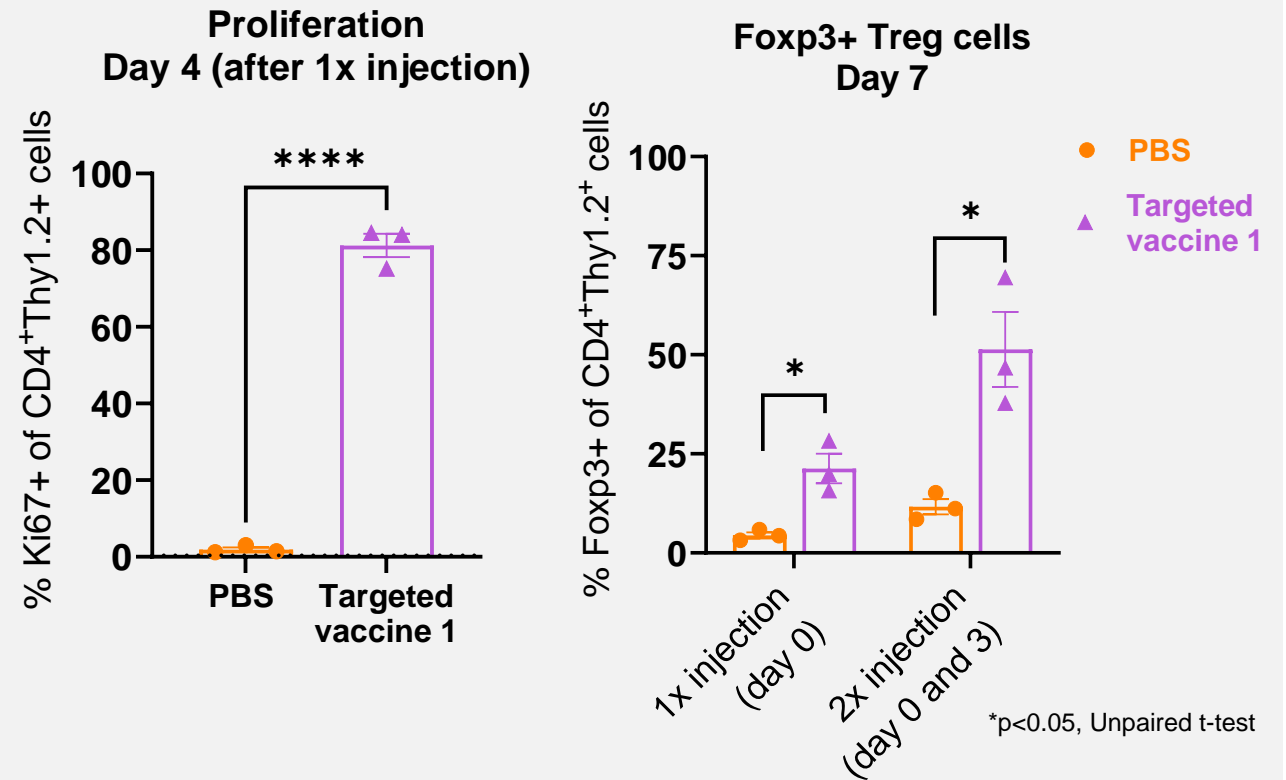 Proliferation
Day 4 (after 1x injection)
% Ki67+ of CD4⁺Thy1.2+ cells
100
80
60
40
20
0
****
PBS
Targeted
vaccine 1
Foxp3+ Treg cells
Day 7
% Foxp3+ of CD4⁺Thy1.2⁺ cells
100
75
50
25
0
*
*
1x injection
(day 0)
2x injection
(day 0 and 3)
PBS
Targeted
vaccine 1
*p<0.05, Unpaired t-test